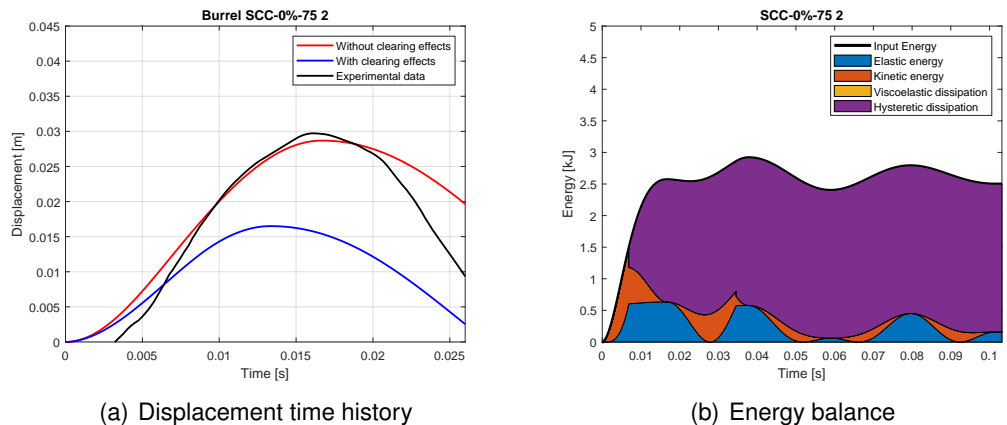 Burrel SCC-0%-75 2
0.045
0.04
0.035
0.03
0.025
0.02
0.015
0.01
0.005
0
Displacement [m]
Without clearing effects
With clearing effects
Experimental data
0 0.005 0.01 0.015 0.02 0.025
Time [s]
(a) Displacement time history
SCC-0%-75 2
5
4.5
4
3.5
3
2.5
2
1.5
1
0.5
0
Energy [kJ]
Input Energy
Elastic energy
Kinetic energy
Viscoelastic dissipation
Hysteretic dissipation
0 0.01 0.02 0.03 0.04 0.05 0.06 0.07 0.08 0.09 0.1
Time [s]
(b) Energy balance